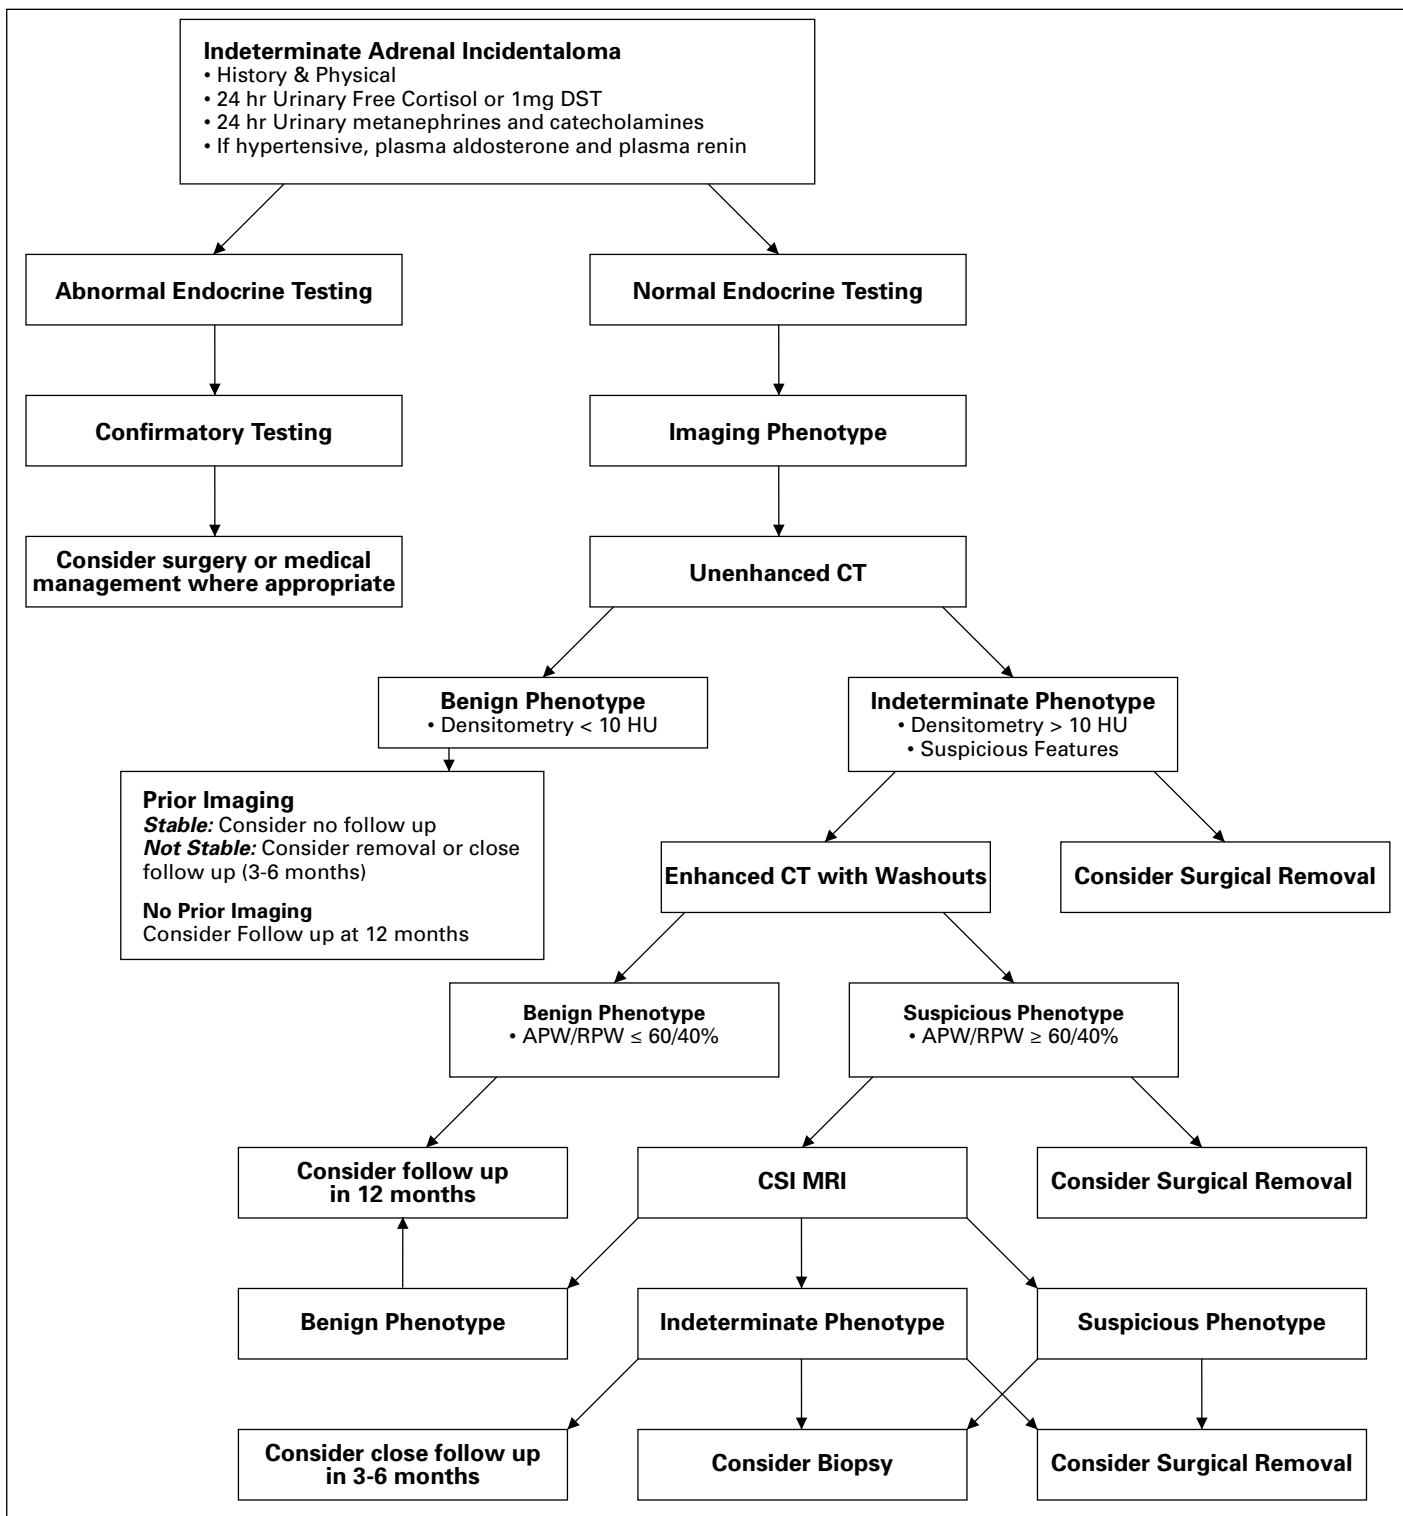 Indeterminate Adrenal Incidentaloma
• History & Physical
• 24 hr Urinary Free Cortisol or 1mg DST
• 24 hr Urinary metanephrines and catecholamines
• If hypertensive, plasma aldosterone and plasma renin
Abnormal Endocrine Testing
Normal Endocrine Testing
Confirmatory Testing
Imaging Phenotype
Consider surgery or medical
management where appropriate
Unenhanced CT
Benign Phenotype
• Densitometry < 10 HU
Indeterminate Phenotype
• Densitometry > 10 HU
• Suspicious Features
Prior Imaging
Stable: Consider no follow up
Not Stable: Consider removal or close
follow up (3-6 months)
No Prior Imaging
Consider Follow up at 12 months
Enhanced CT with Washouts
Consider Surgical Removal
Benign Phenotype
• APW/RPW ≤ 60/40%
Suspicious Phenotype
• APW/RPW ≥ 60/40%
Consider follow up
in 12 months
CSI MRI
Consider Surgical Removal
Benign Phenotype
Indeterminate Phenotype
Suspicious Phenotype
Consider close follow up
in 3-6 months
Consider Biopsy
Consider Surgical Removal